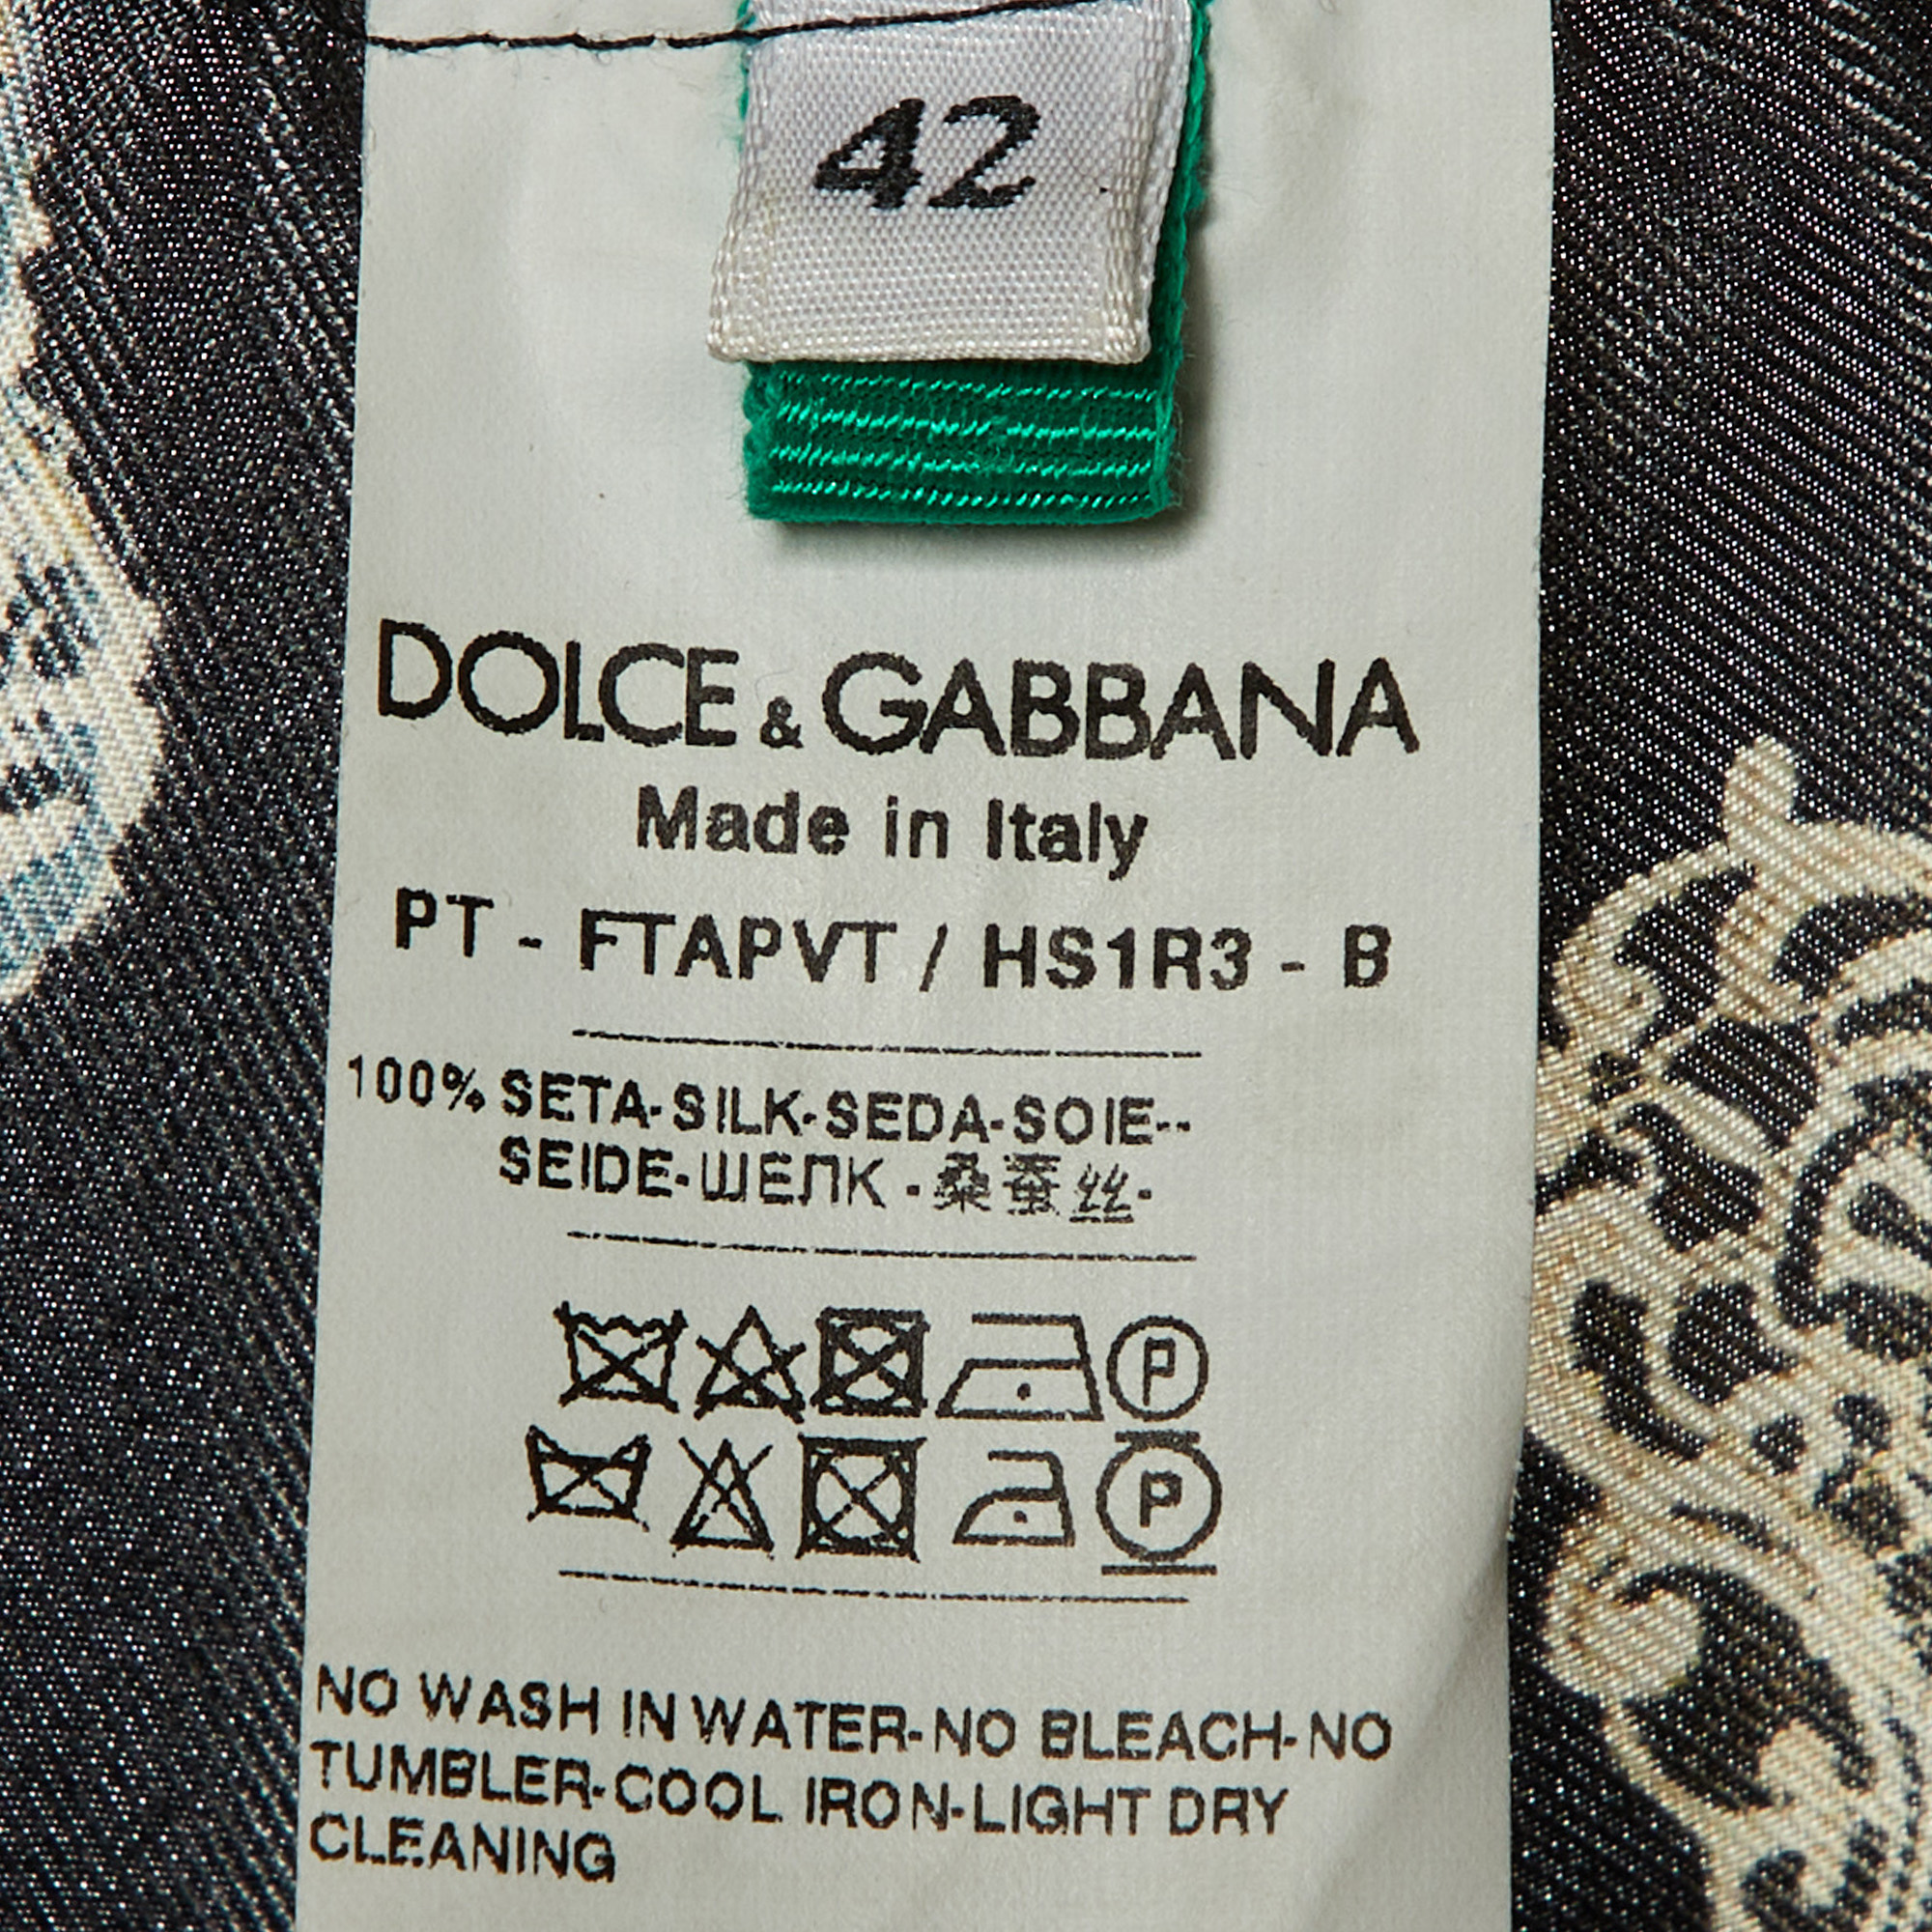 42
DOLCE & GABBANA
Made in Italy
PT - FTAPVT / HS1R3 - B
100% SETA-SILK-SEDA-SOIE--
SEIDE-ШЕЛК-桑蚕丝-
P
P
NO WASH IN WATER-NO BLEACH-NO
TUMBLER-COOL IRON-LIGHT DRY
CLEANING